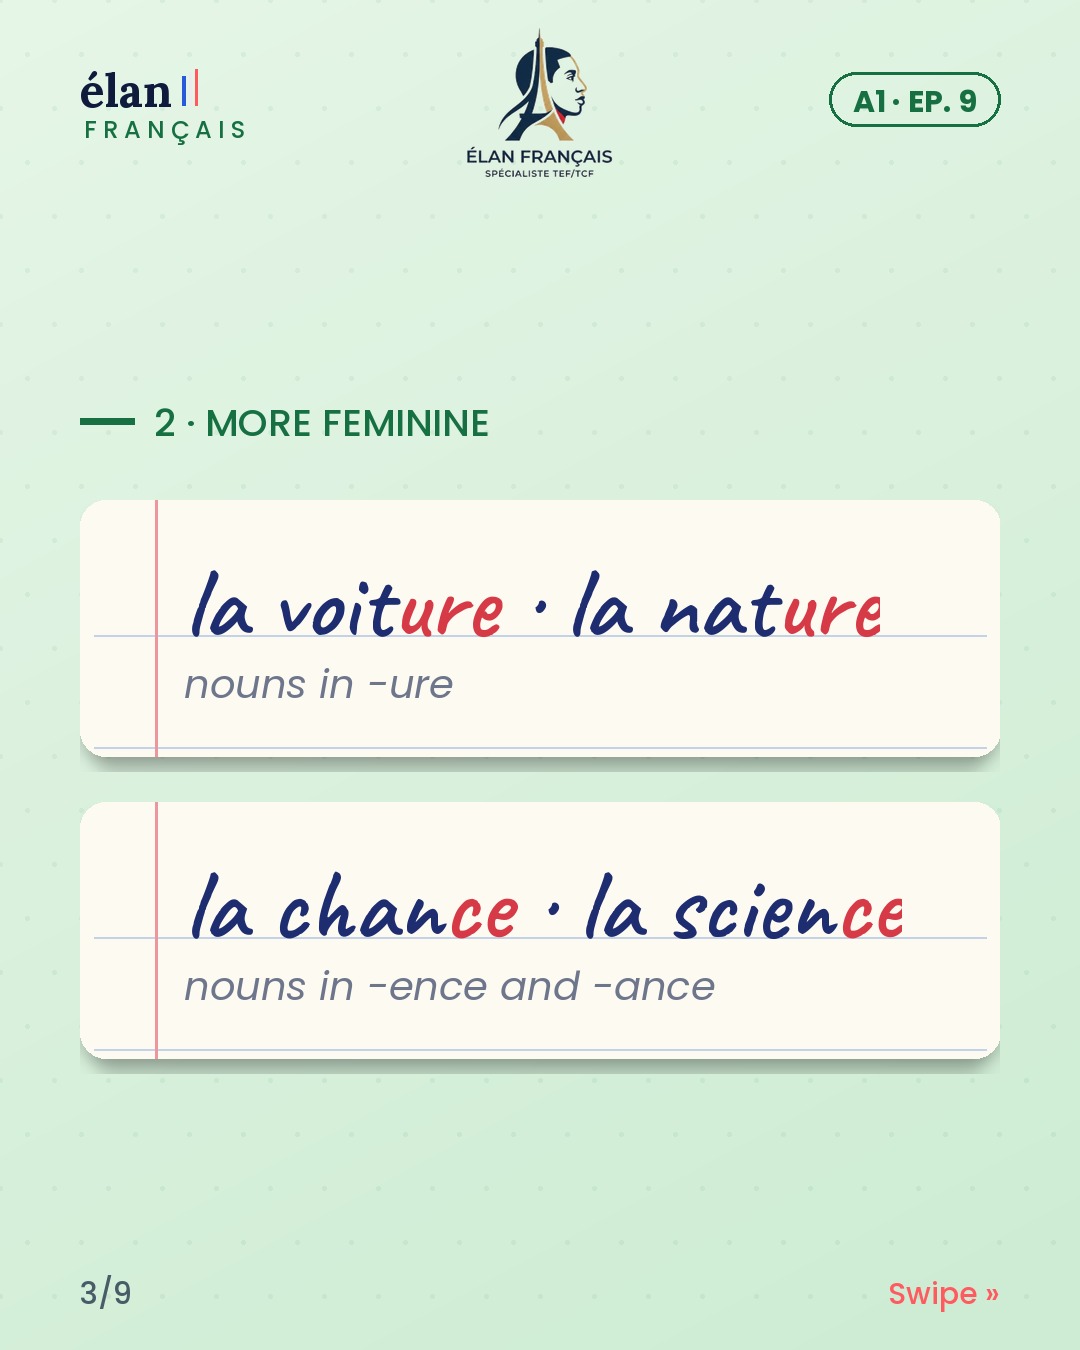 élan
FRANÇAIS
ÉLAN FRANÇAIS
SPÉCIALISTE TEF/TCF
A1 · EP. 9
2 · MORE FEMININE
la voiture · la nature
nouns in -ure
la chance · la science
nouns in -ence and -ance
3/9
Swipe »